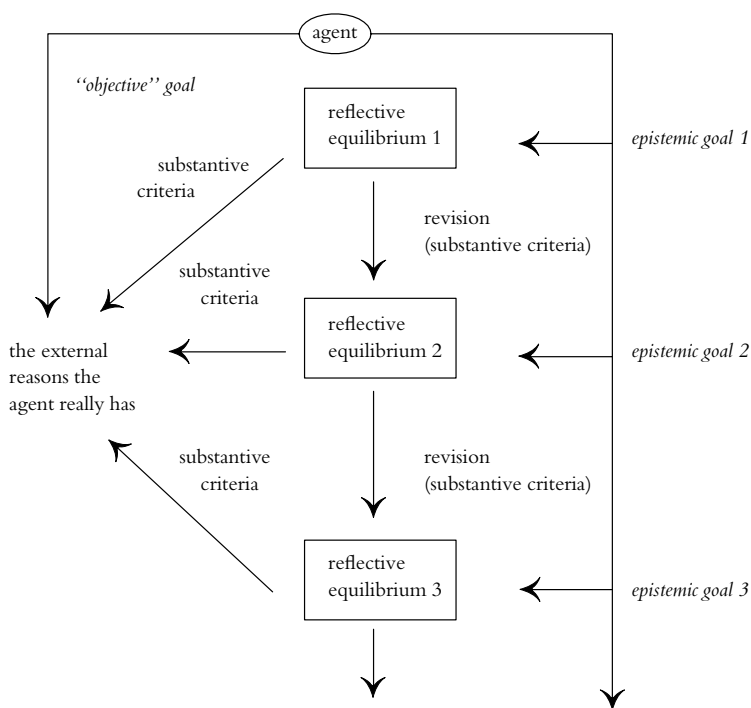 agent
“objective” goal
reflective
equilibrium 1
epistemic goal 1
substantive
criteria
revision
(substantive criteria)
substantive
criteria
reflective
equilibrium 2
epistemic goal 2
the external
reasons the
agent really has
substantive
criteria
revision
(substantive criteria)
reflective
equilibrium 3
epistemic goal 3